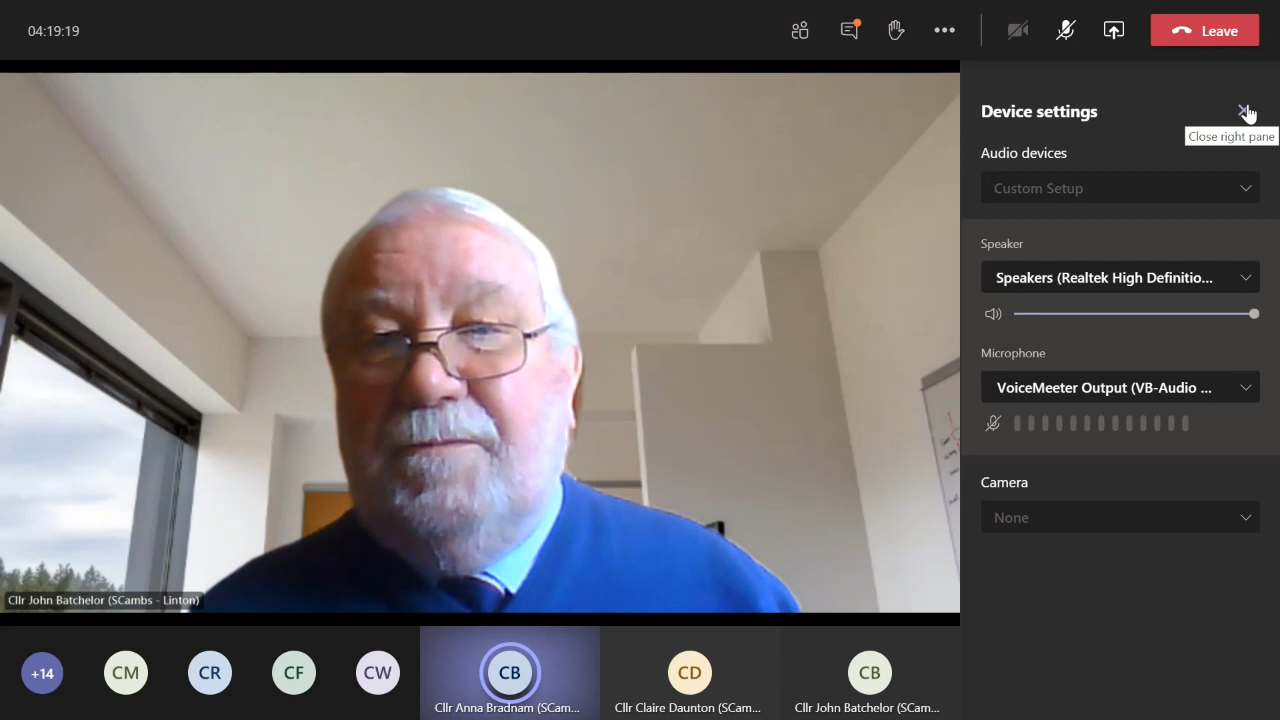 04:19:19
Leave
Device settings
Close right pane
Audio devices
Custom Setup
Speaker
Speakers (Realtek High Definitio...
Microphone
VoiceMeeter Output (VB-Audio ...
Camera
None
Cllr John Batchelor (SCambs - Linton)
+14
CM
CR
CF
CW
CB
Cllr Anna Bradnam (SCam...
CD
Cllr Claire Daunton (SCam...
CB
Cllr John Batchelor (SCam...